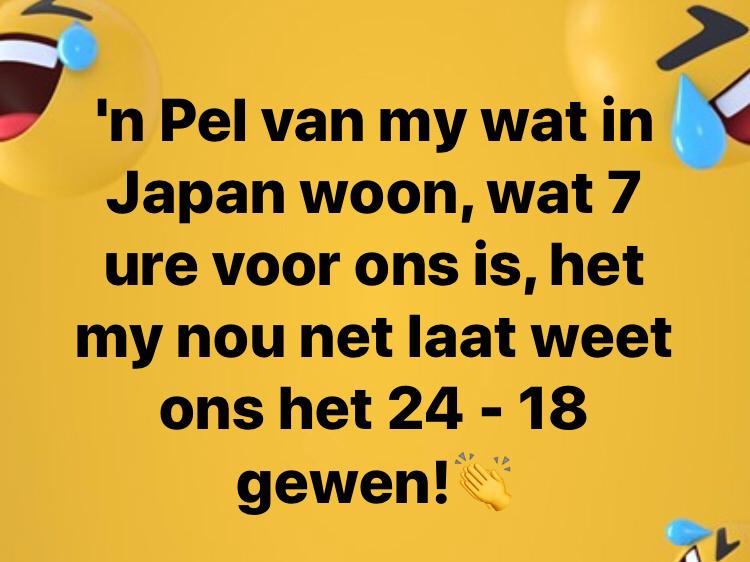 'n Pel van my wat in
Japan woon, wat 7
ure voor ons is, het
my nou net laat weet
ons het 24 - 18
gewen!👏